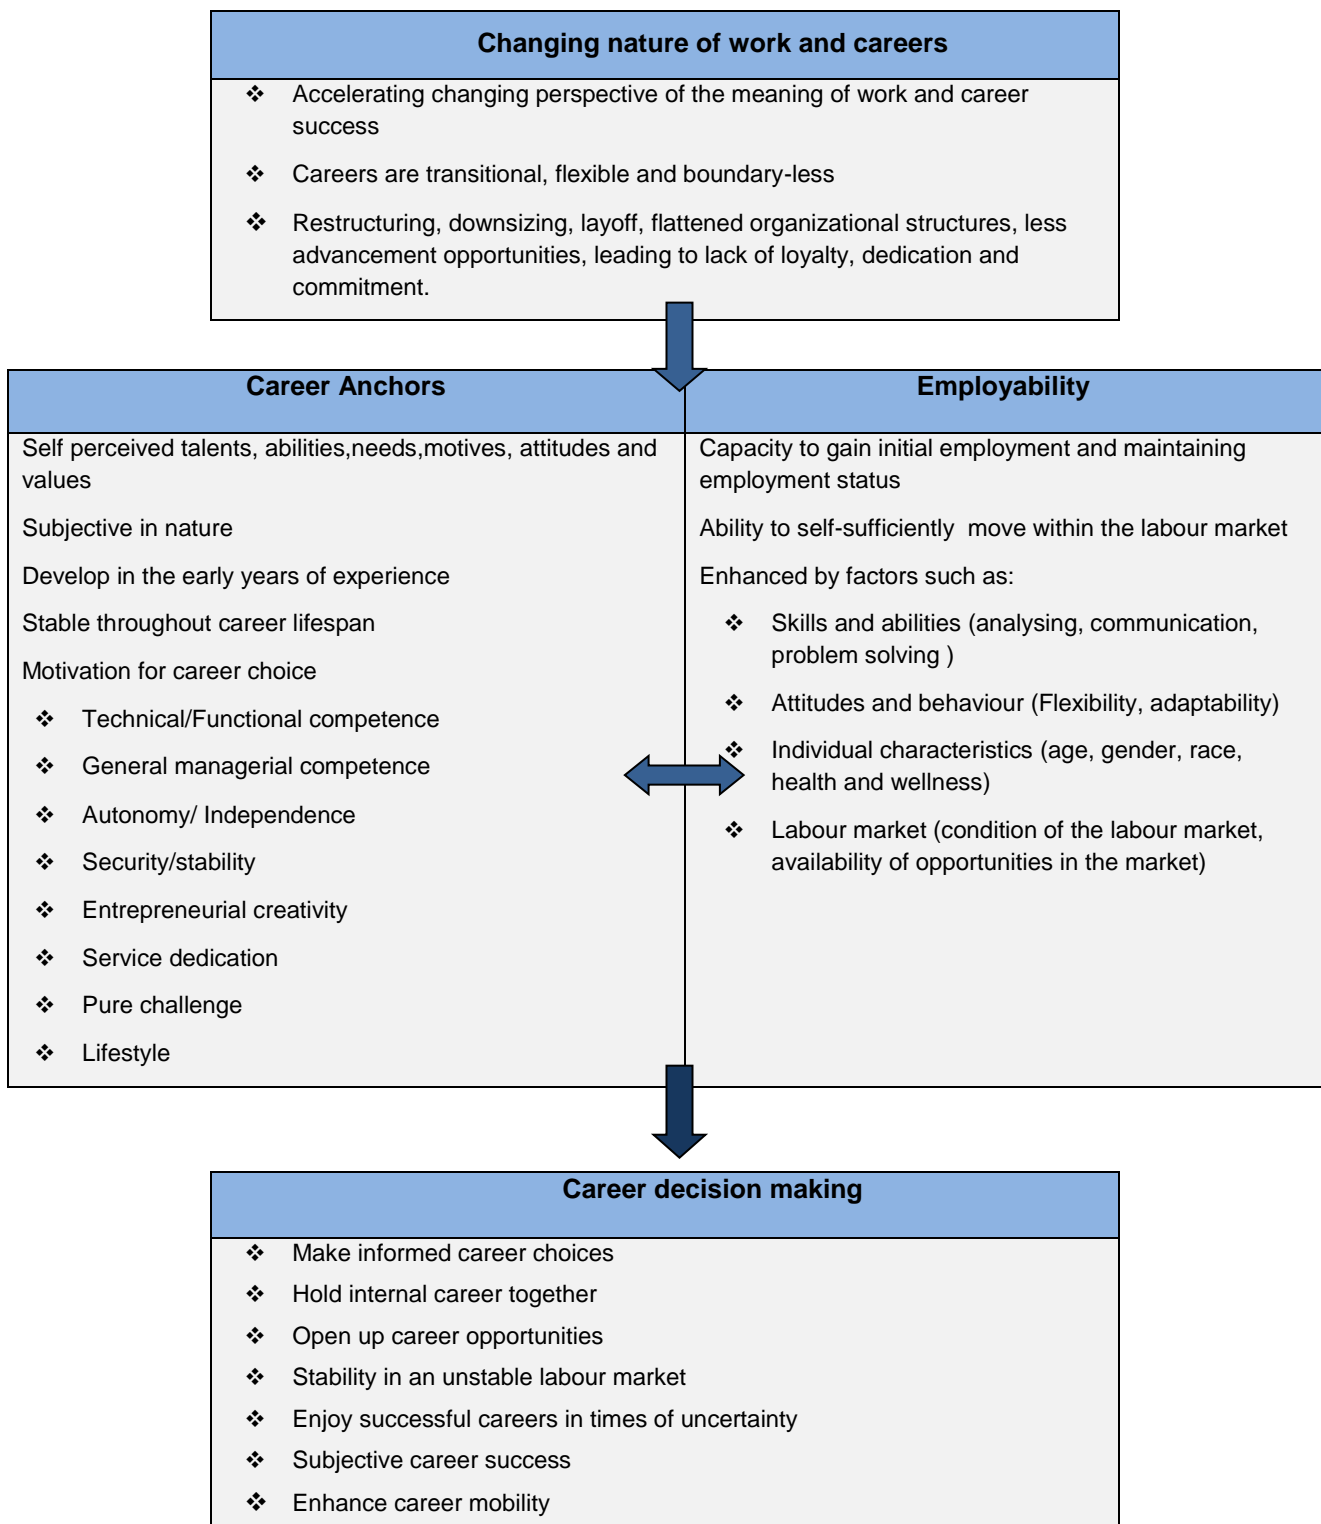 Changing nature of work and careers
❖ Accelerating changing perspective of the meaning of work and career
success
❖ Careers are transitional, flexible and boundary-less
❖ Restructuring, downsizing, layoff, flattened organizational structures, less
advancement opportunities, leading to lack of loyalty, dedication and
commitment.
Career Anchors
Self perceived talents, abilities,needs,motives, attitudes and
values
Subjective in nature
Develop in the early years of experience
Stable throughout career lifespan
Motivation for career choice
❖ Technical/Functional competence
❖ General managerial competence
❖ Autonomy/ Independence
❖ Security/stability
❖ Entrepreneurial creativity
❖ Service dedication
❖ Pure challenge
❖ Lifestyle
Employability
Capacity to gain initial employment and maintaining
employment status
Ability to self-sufficiently  move within the labour market
Enhanced by factors such as:
❖ Skills and abilities (analysing, communication,
problem solving )
❖ Attitudes and behaviour (Flexibility, adaptability)
❖ Individual characteristics (age, gender, race,
health and wellness)
❖ Labour market (condition of the labour market,
availability of opportunities in the market)
Career decision making
❖ Make informed career choices
❖ Hold internal career together
❖ Open up career opportunities
❖ Stability in an unstable labour market
❖ Enjoy successful careers in times of uncertainty
❖ Subjective career success
❖ Enhance career mobility